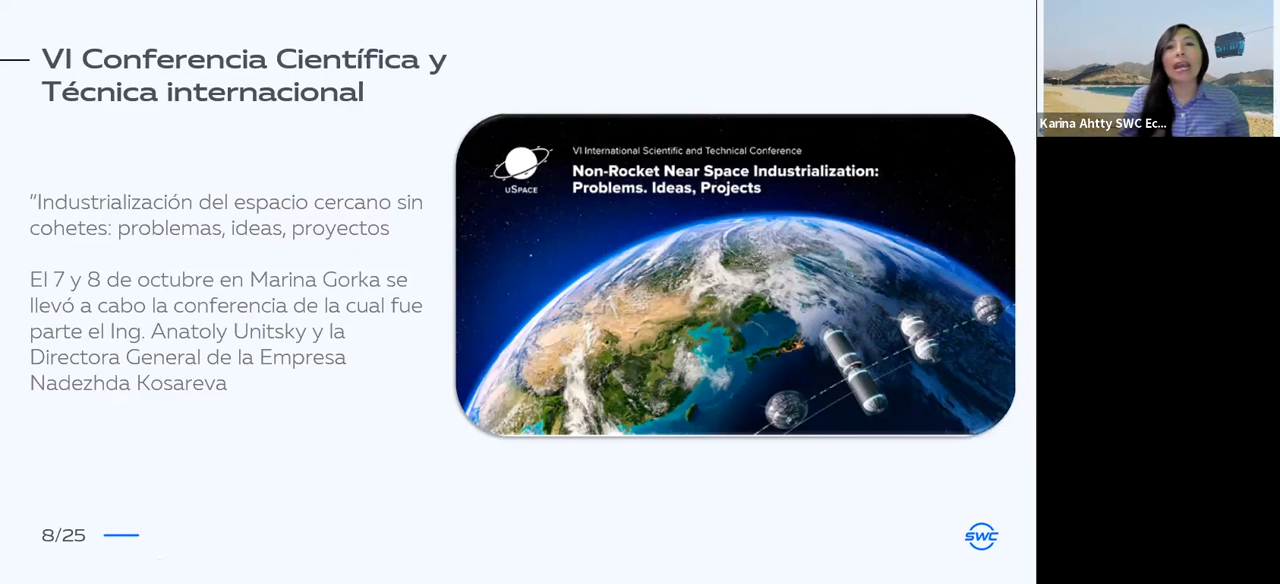 VI Conferencia Científica y
Técnica internacional
“Industrialización del espacio cercano sin
cohetes: problemas, ideas, proyectos
El 7 y 8 de octubre en Marina Gorka se
llevó a cabo la conferencia de la cual fue
parte el Ing. Anatoly Unitsky y la
Directora General de la Empresa
Nadezhda Kosareva
uSPACE
VI International Scientific and Technical Conference
Non-Rocket Near Space Industrialization:
Problems. Ideas, Projects
8/25
SWC
Karina Ahtty SWC Ec...